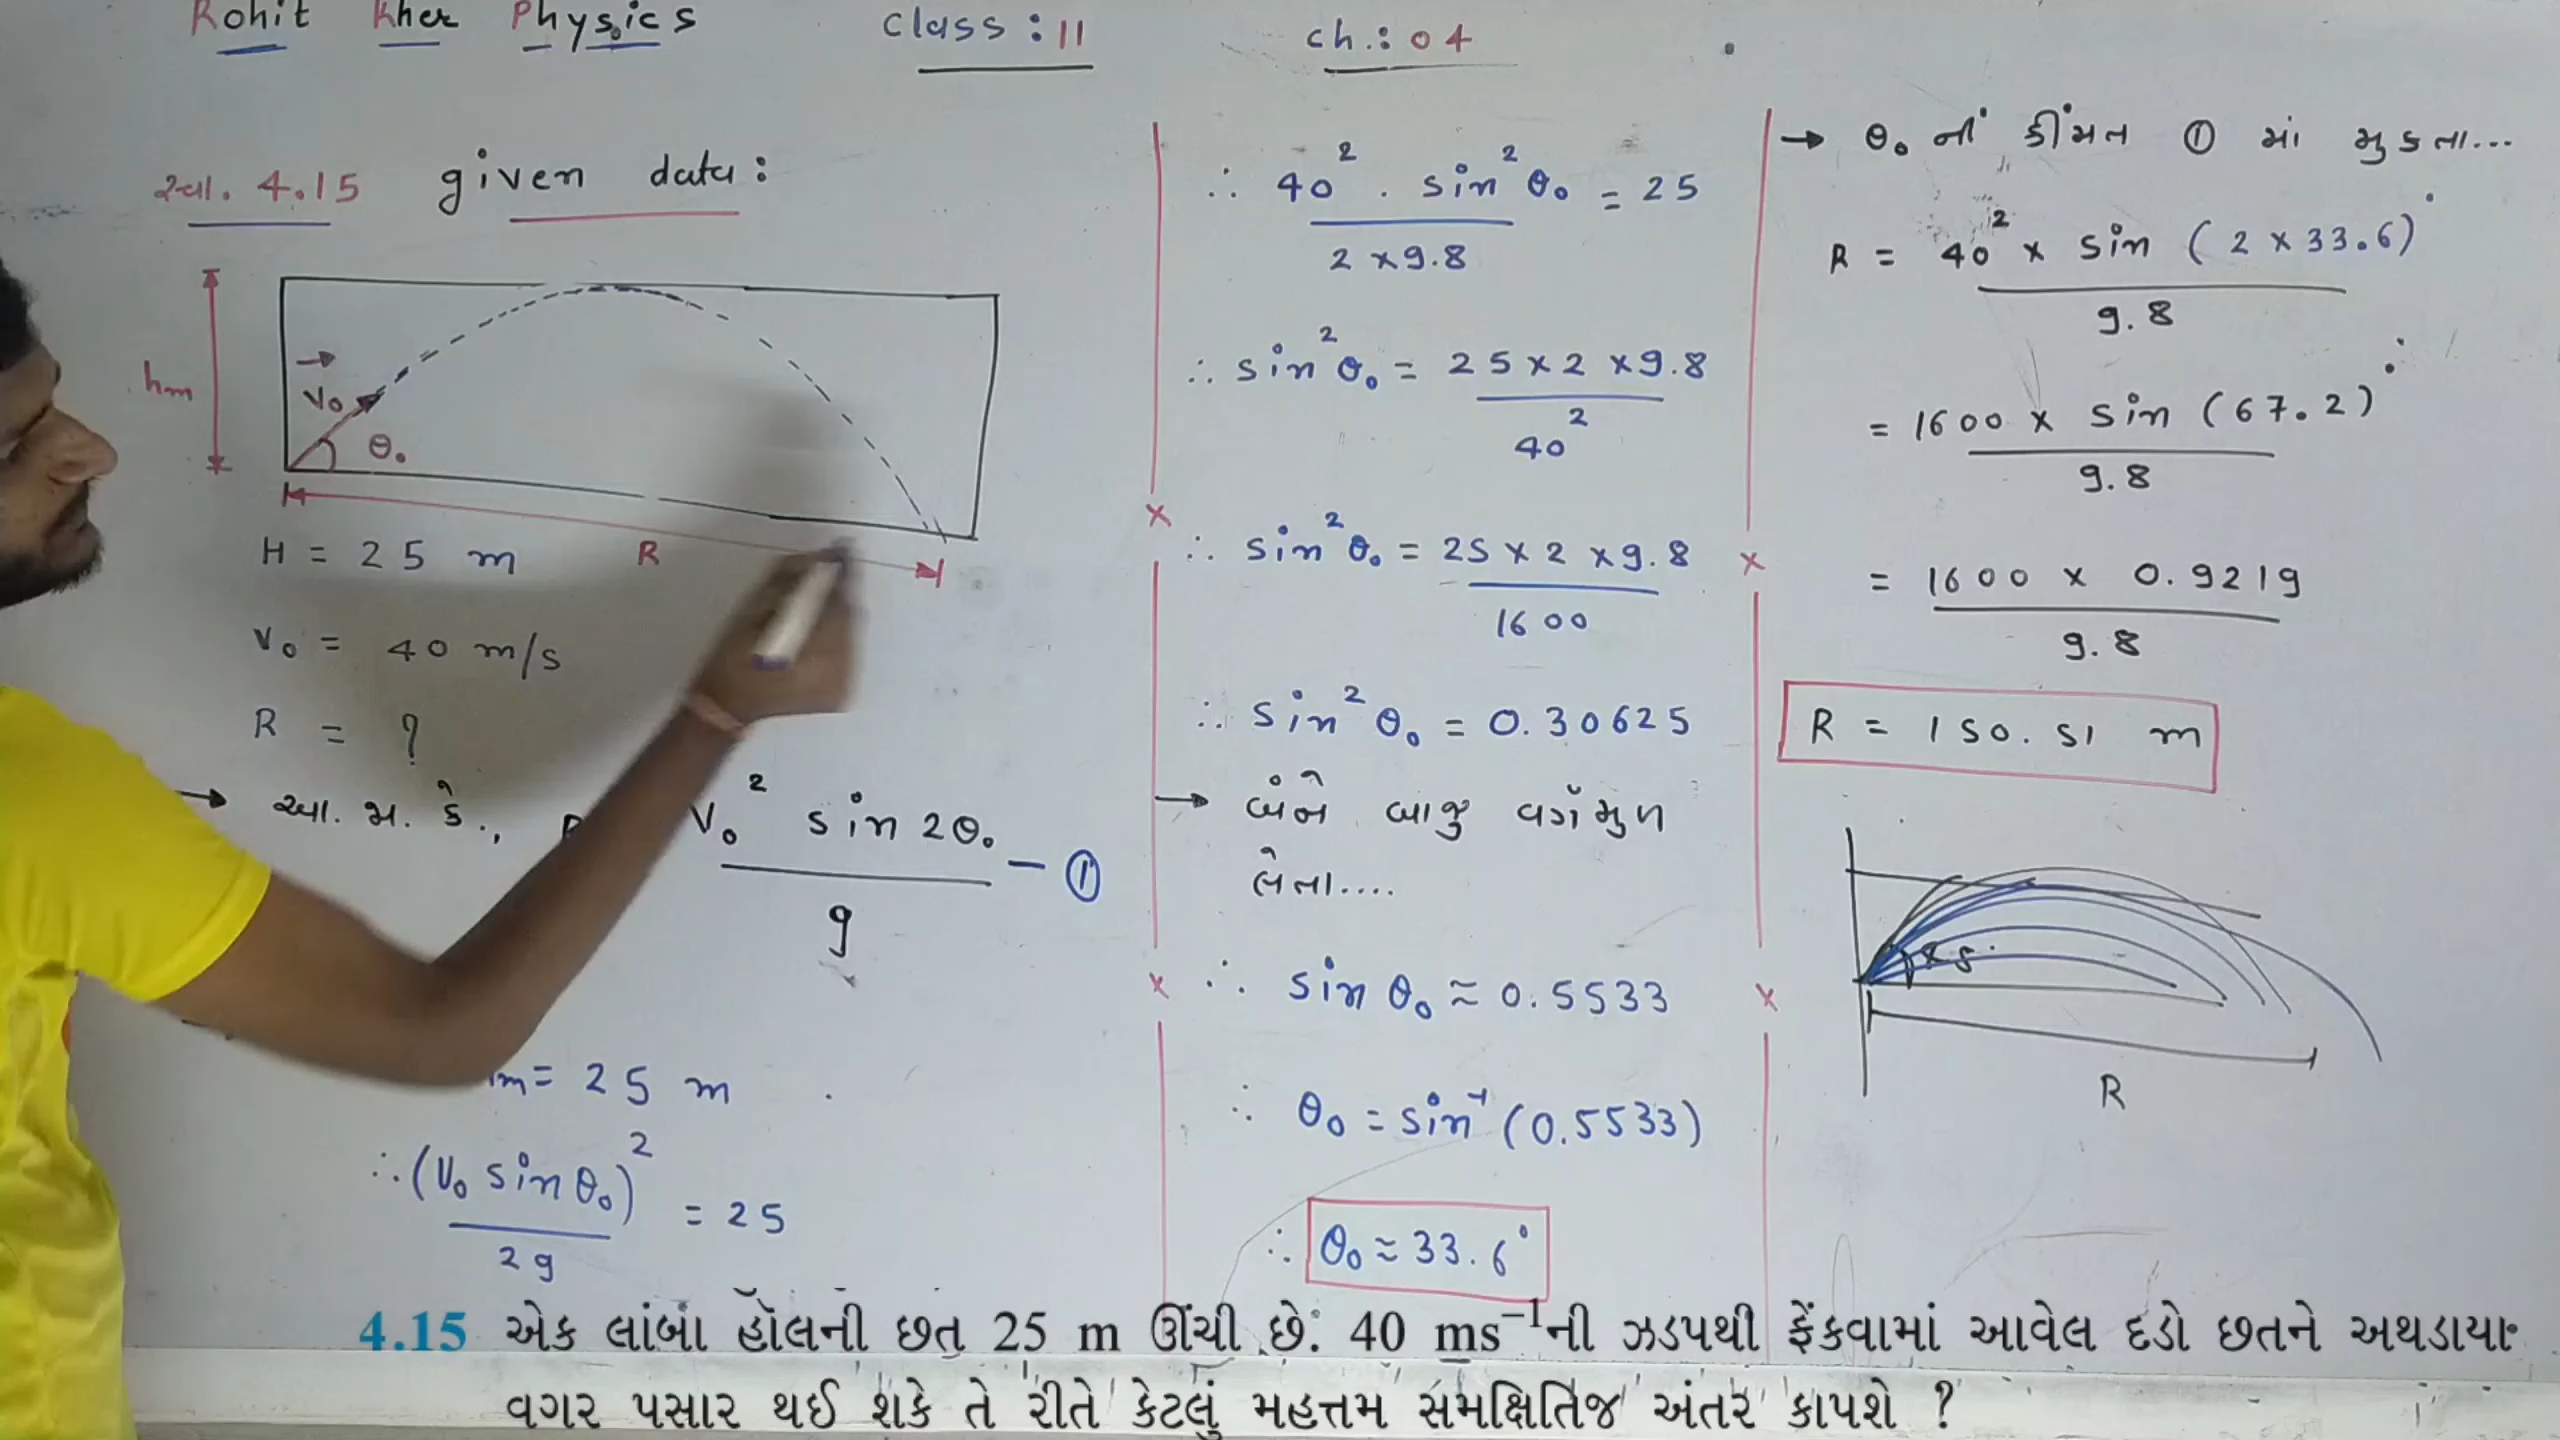 Rohit Kher Physics Class : 11 ch.: 04
સ્વા. 4.15 given data:
hm
v₀
θ₀
R
H = 25 m
v₀ = 40 m/s
R = ?
→ આ. જા. કે.,
v₀² sin 2θ₀ / g — ①
m = 25 m
∴ (v₀ sin θ₀)² / 2g = 25
∴ 40² . sin²θ₀ / 2 × 9.8 = 25
∴ sin²θ₀ = 25 × 2 × 9.8 / 40²
∴ sin²θ₀ = 25 × 2 × 9.8 / 1600
∴ sin²θ₀ = 0.30625
→ બંને બાજુ વર્ગમુળ
લેતા....
∴ sin θ₀ ≈ 0.5533
∴ θ₀ = sin⁻¹ (0.5533)
∴ θ₀ ≈ 33.6°
→ θ₀ નાં કીંમત ① માં મુકતા...
R = 40² × sin (2 × 33.6)° / 9.8
= 1600 × sin (67.2)° / 9.8
= 1600 × 0.9219 / 9.8
R = 150.51 m
R
4.15 એક લાંબા હૉલની છત 25 m ઊંચી છે. 40 ms⁻¹ની ઝડપથી ફેંકવામાં આવેલ દડો છતને અથડાયા
વગર પસાર થઈ શકે તે રીતે કેટલું મહત્તમ સમક્ષિતિજ અંતર કાપશે ?